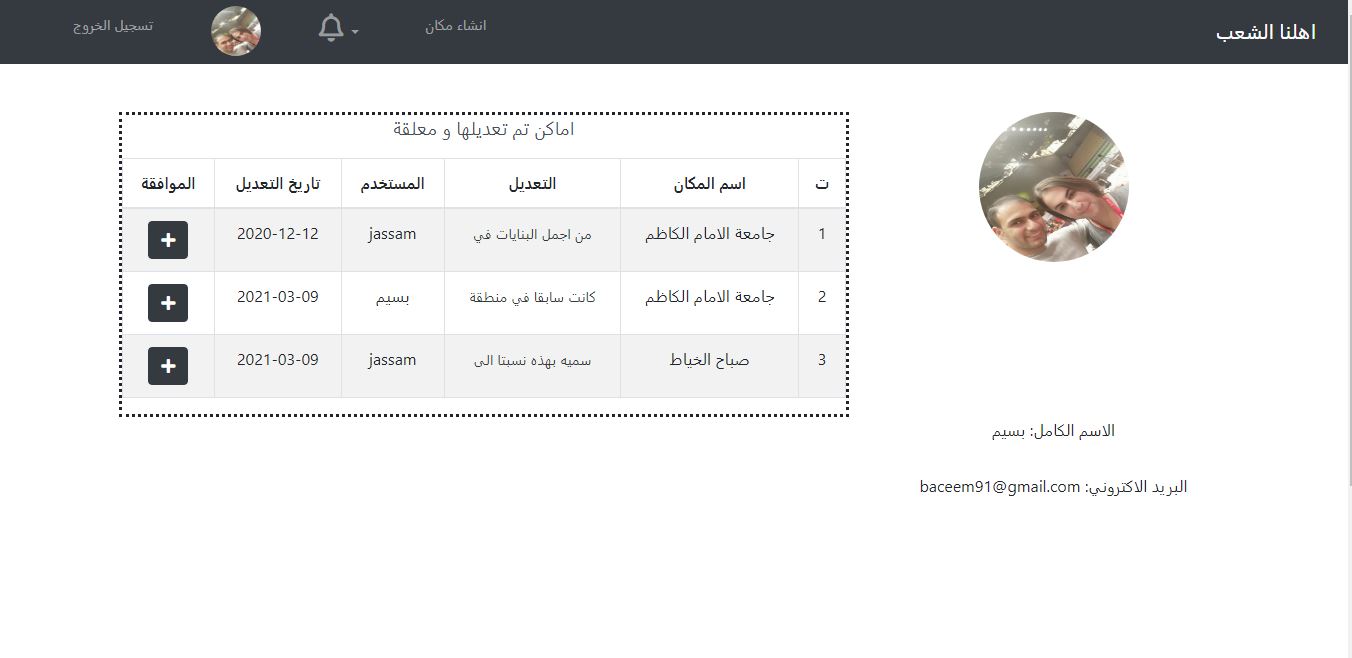 اهلنا الشعب
انشاء مكان
تسجيل الخروج
اماكن تم تعديلها و معلقة
ت اسم المكان التعديل المستخدم تاريخ التعديل الموافقة
1 جامعة الامام الكاظم من اجمل البنايات في jassam 2020-12-12
2 جامعة الامام الكاظم كانت سابقا في منطقة بسيم 2021-03-09
3 صباح الخياط سميه بهذه نسبتا الى jassam 2021-03-09
الاسم الكامل: بسيم
البريد الاكتروني: baceem91@gmail.com